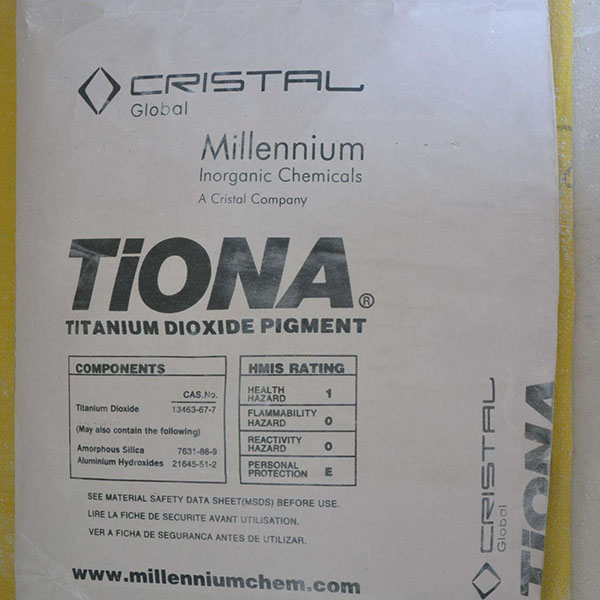 CRISTAL
Global
Millennium
Inorganic Chemicals
A Cristal Company
TiONA®
TITANIUM DIOXIDE PIGMENT
COMPONENTS
CAS.No.
Titanium Dioxide 13463-67-7
(May also contain the following)
Amorphous Silica 7631-86-9
Aluminium Hydroxides 21645-51-2
HMIS RATING
HEALTH
HAZARD 1
FLAMMABILITY
HAZARD 0
REACTIVITY
HAZARD 0
PERSONAL
PROTECTION E
SEE MATERIAL SAFETY DATA SHEET(MSDS) BEFORE USE.
LIRE LA FICHE DE SECURITE AVANT UTILISATION.
VER A FICHA DE SEGURANCA ANTES DE UTILIZAR.
www.millenniumchem.com
CRISTAL
Global
TiONA